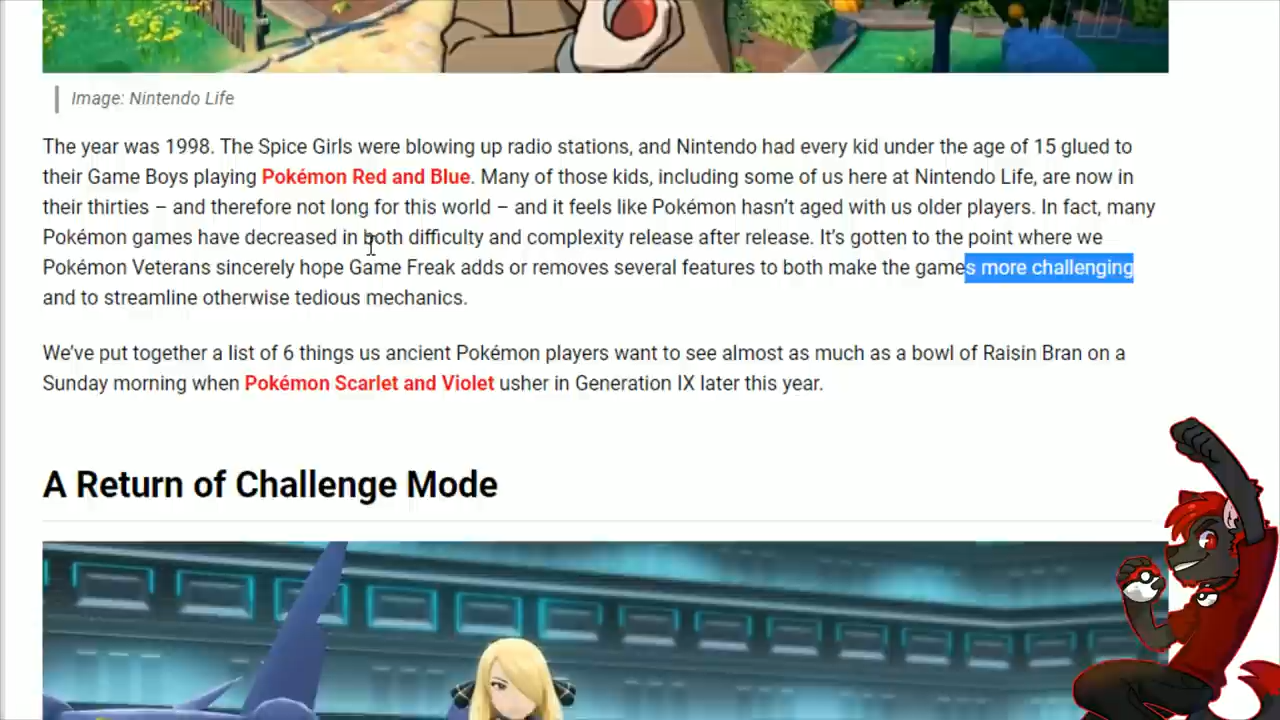 Image: Nintendo Life
The year was 1998. The Spice Girls were blowing up radio stations, and Nintendo had every kid under the age of 15 glued to
their Game Boys playing Pokémon Red and Blue. Many of those kids, including some of us here at Nintendo Life, are now in
their thirties – and therefore not long for this world – and it feels like Pokémon hasn’t aged with us older players. In fact, many
Pokémon games have decreased in both difficulty and complexity release after release. It’s gotten to the point where we
Pokémon Veterans sincerely hope Game Freak adds or removes several features to both make the games more challenging
and to streamline otherwise tedious mechanics.
We’ve put together a list of 6 things us ancient Pokémon players want to see almost as much as a bowl of Raisin Bran on a
Sunday morning when Pokémon Scarlet and Violet usher in Generation IX later this year.
A Return of Challenge Mode